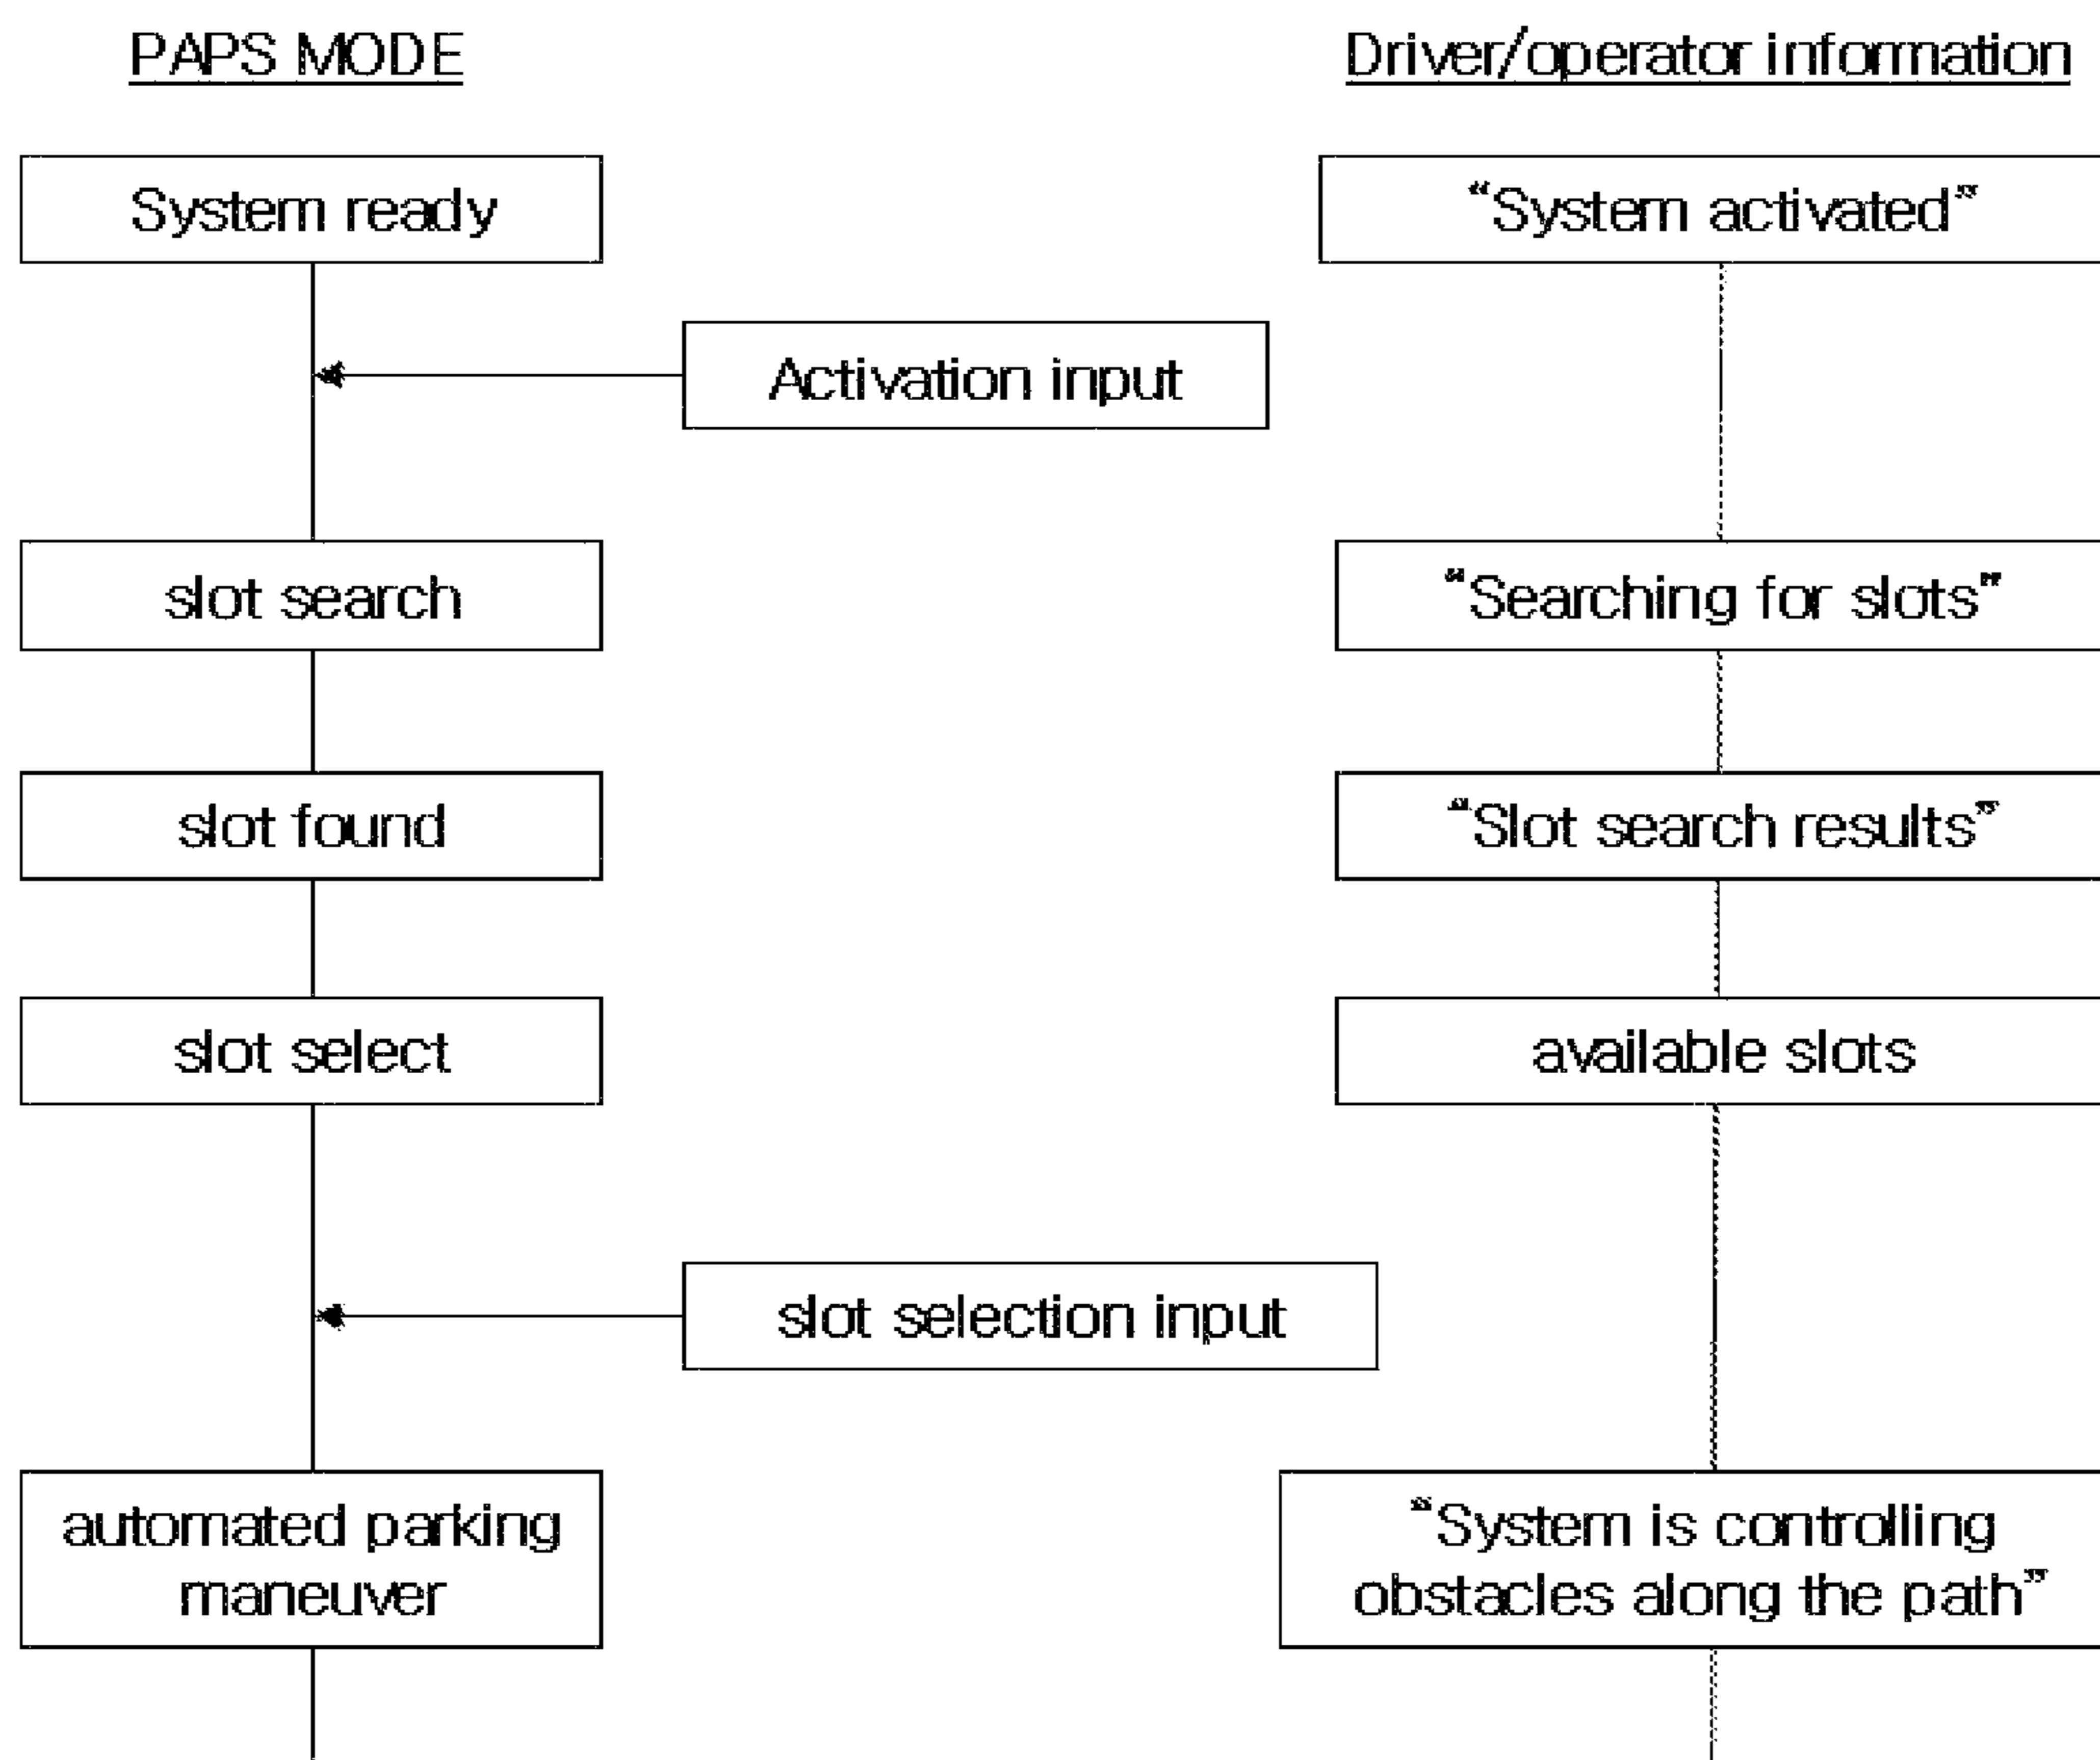 PAPS MODE
Driver/operator information
System ready
“System activated”
Activation input
slot search
“Searching for slots”
slot found
“Slot search results”
slot select
available slots
slot selection input
automated parking
maneuver
“System is controlling
obstacles along the path”